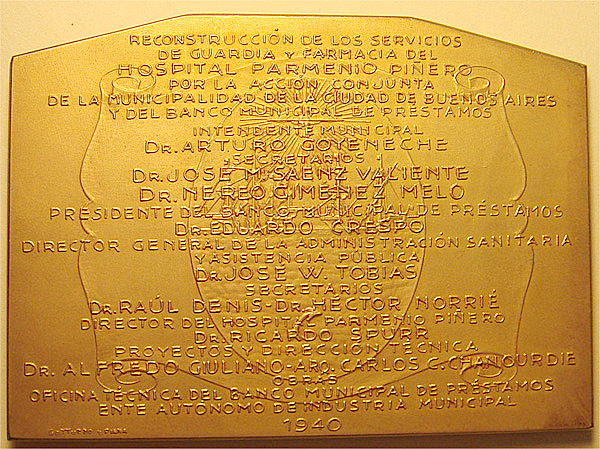 RECONSTRUCCIÓN DE LOS SERVICIOS
DE GUARDIA Y FARMACIA DEL
HOSPITAL PARMENIO PIÑERO
POR LA ACCIÓN CONJUNTA
DE LA MUNICIPALIDAD DE LA CIUDAD DE BUENOS AIRES
Y DEL BANCO MUNICIPAL DE PRÉSTAMOS
INTENDENTE MUNICIPAL
DR. ARTURO GOYENECHE
SECRETARIOS
DR. JOSÉ M. SÁENZ VALIENTE
DR. NEREO GIMÉNEZ MELO
PRESIDENTE DEL BANCO MUNICIPAL DE PRÉSTAMOS
DR. EDUARDO CRESPO
DIRECTOR GENERAL DE LA ADMINISTRACIÓN SANITARIA
Y ASISTENCIA PÚBLICA
DR. JOSÉ W. TOBIAS
SECRETARIOS
DR. RAÚL DENIS - DR. HÉCTOR NORRIÉ
DIRECTOR DEL HOSPITAL PARMENIO PIÑERO
DR. RICARDO SPURR
PROYECTOS Y DIRECCIÓN TÉCNICA
DR. ALFREDO GIULIANO - ARQ. CARLOS C. CHANOURDIE
OBRAS
OFICINA TÉCNICA DEL BANCO MUNICIPAL DE PRÉSTAMOS
ENTE AUTÓNOMO DE INDUSTRIA MUNICIPAL
1940